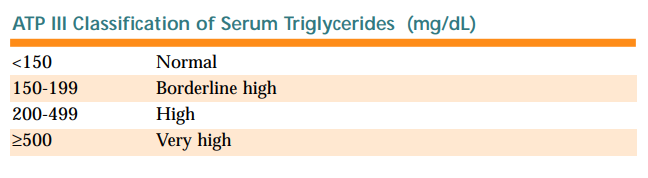 ATP III Classification of Serum Triglycerides (mg/dL)
<150 Normal
150-199 Borderline high
200-499 High
≥500 Very high